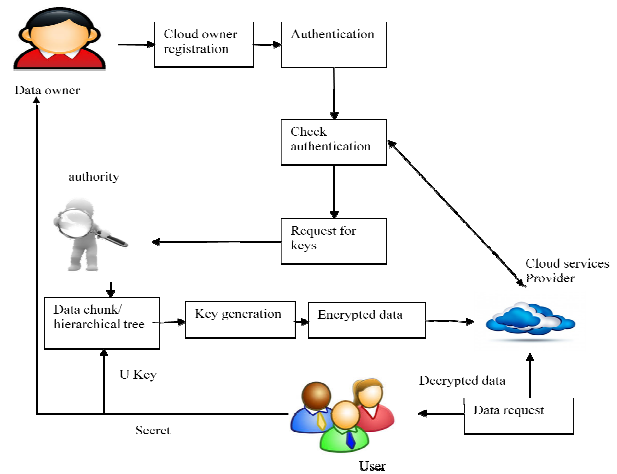 Cloud owner
registration
Authentication
Data owner
Check
authentication
authority
Request for
keys
Cloud services
Provider
Data chunk/
hierarchical tree
Key generation
Encrypted data
U Key
Decrypted data
Data request
Secret
User